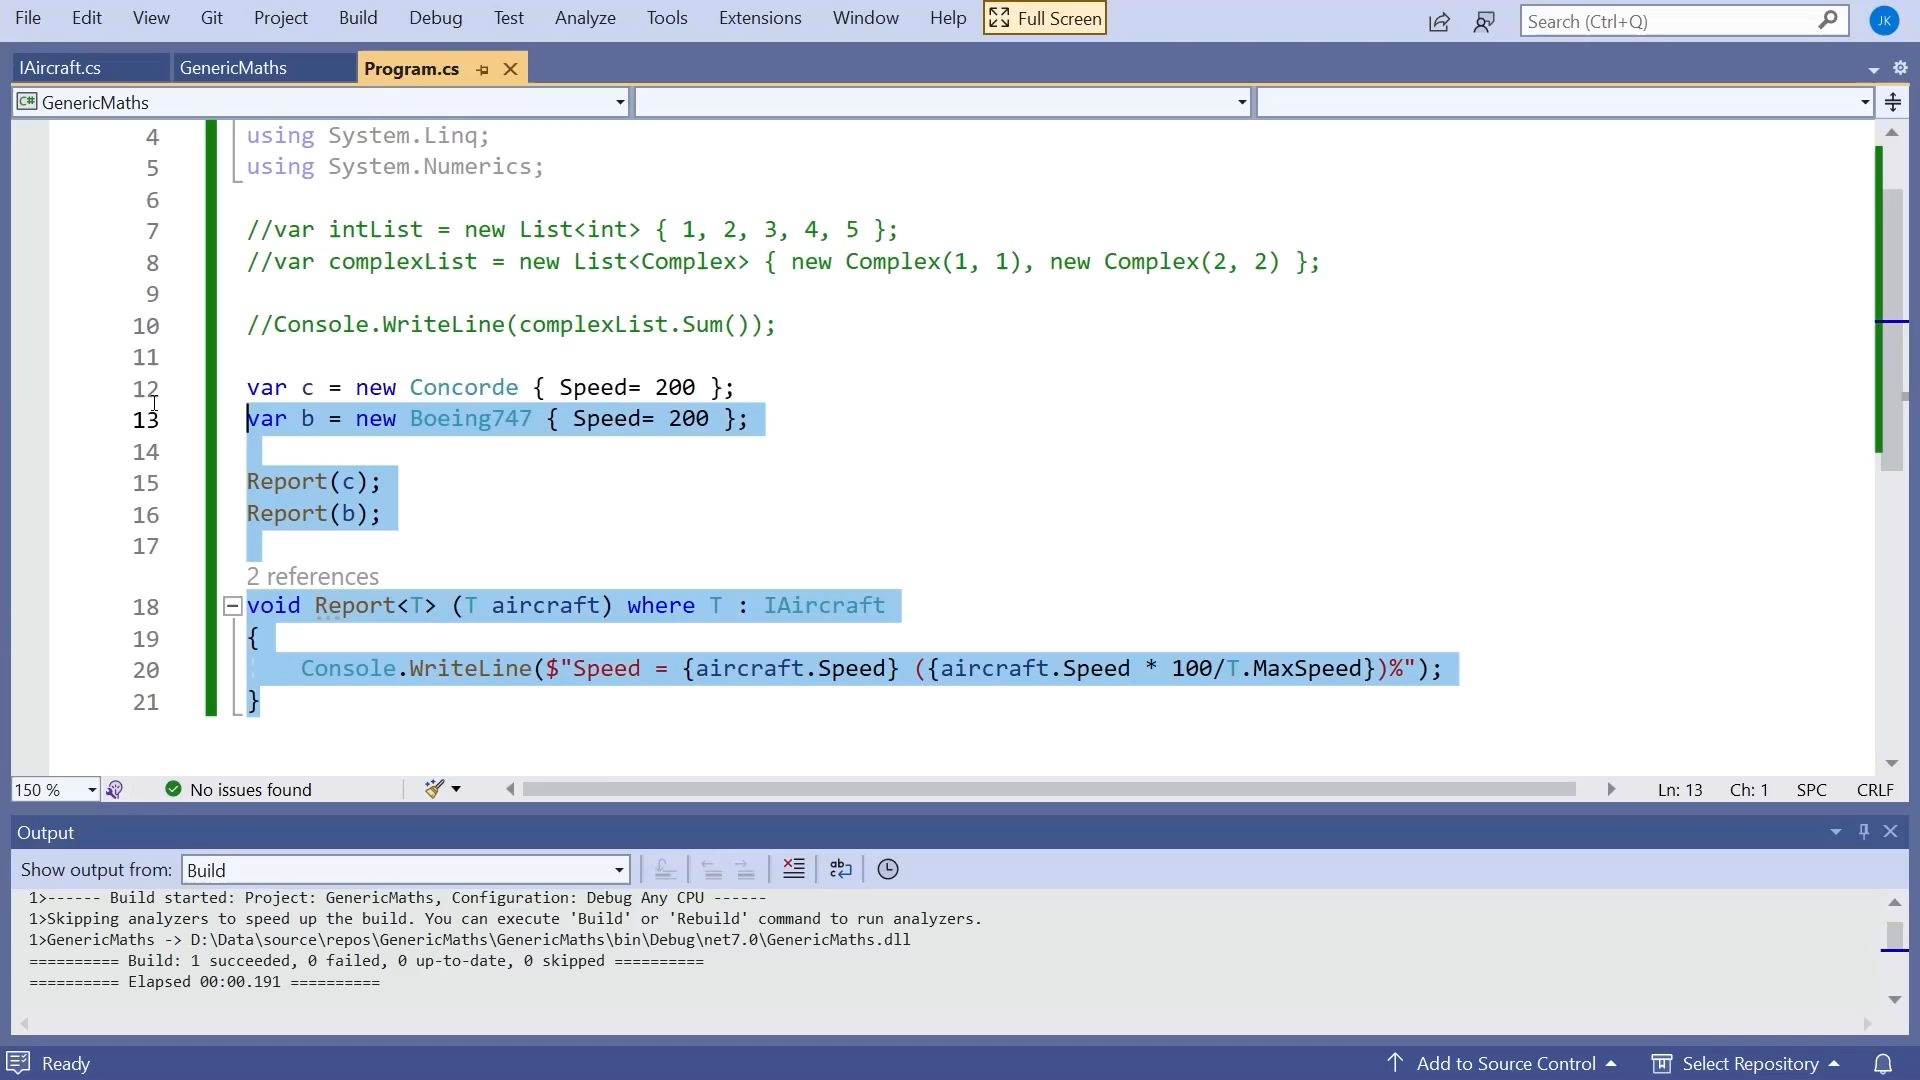 File Edit View Git Project Build Debug Test Analyze Tools Extensions Window Help Full Screen Search (Ctrl+Q) JK
IAircraft.cs GenericMaths Program.cs
C# GenericMaths
4 using System.Linq;
5 using System.Numerics;
6
7 //var intList = new List<int> { 1, 2, 3, 4, 5 };
8 //var complexList = new List<Complex> { new Complex(1, 1), new Complex(2, 2) };
9
10 //Console.WriteLine(complexList.Sum());
11
12 var c = new Concorde { Speed= 200 };
13 var b = new Boeing747 { Speed= 200 };
14
15 Report(c);
16 Report(b);
17
2 references
18 void Report<T> (T aircraft) where T : IAircraft
19 {
20 Console.WriteLine($"Speed = {aircraft.Speed} ({aircraft.Speed * 100/T.MaxSpeed})%");
21 }
150 % No issues found Ln: 13 Ch: 1 SPC CRLF
Output
Show output from: Build
1>------ Build started: Project: GenericMaths, Configuration: Debug Any CPU ------
1>Skipping analyzers to speed up the build. You can execute 'Build' or 'Rebuild' command to run analyzers.
1>GenericMaths -> D:\Data\source\repos\GenericMaths\GenericMaths\bin\Debug\net7.0\GenericMaths.dll
========== Build: 1 succeeded, 0 failed, 0 up-to-date, 0 skipped ==========
========== Elapsed 00:00.191 ==========
Ready Add to Source Control Select Repository